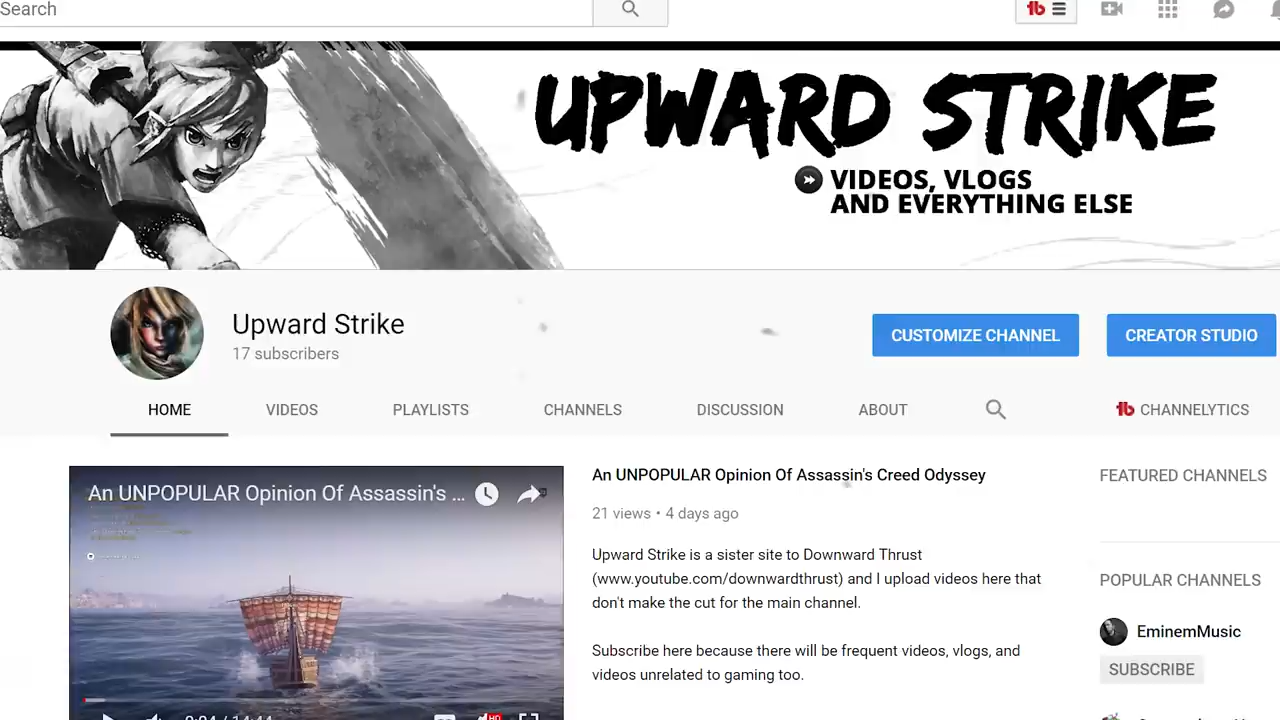 Search
tb
UPWARD STRIKE
VIDEOS, VLOGS
AND EVERYTHING ELSE
Upward Strike
17 subscribers
CUSTOMIZE CHANNEL
CREATOR STUDIO
HOME
VIDEOS
PLAYLISTS
CHANNELS
DISCUSSION
ABOUT
tb CHANNELYTICS
An UNPOPULAR Opinion Of Assassin's ...
An UNPOPULAR Opinion Of Assassin's Creed Odyssey
21 views • 4 days ago
Upward Strike is a sister site to Downward Thrust
(www.youtube.com/downwardthrust) and I upload videos here that
don't make the cut for the main channel.
Subscribe here because there will be frequent videos, vlogs, and
videos unrelated to gaming too.
FEATURED CHANNELS
POPULAR CHANNELS
EminemMusic
SUBSCRIBE
HD